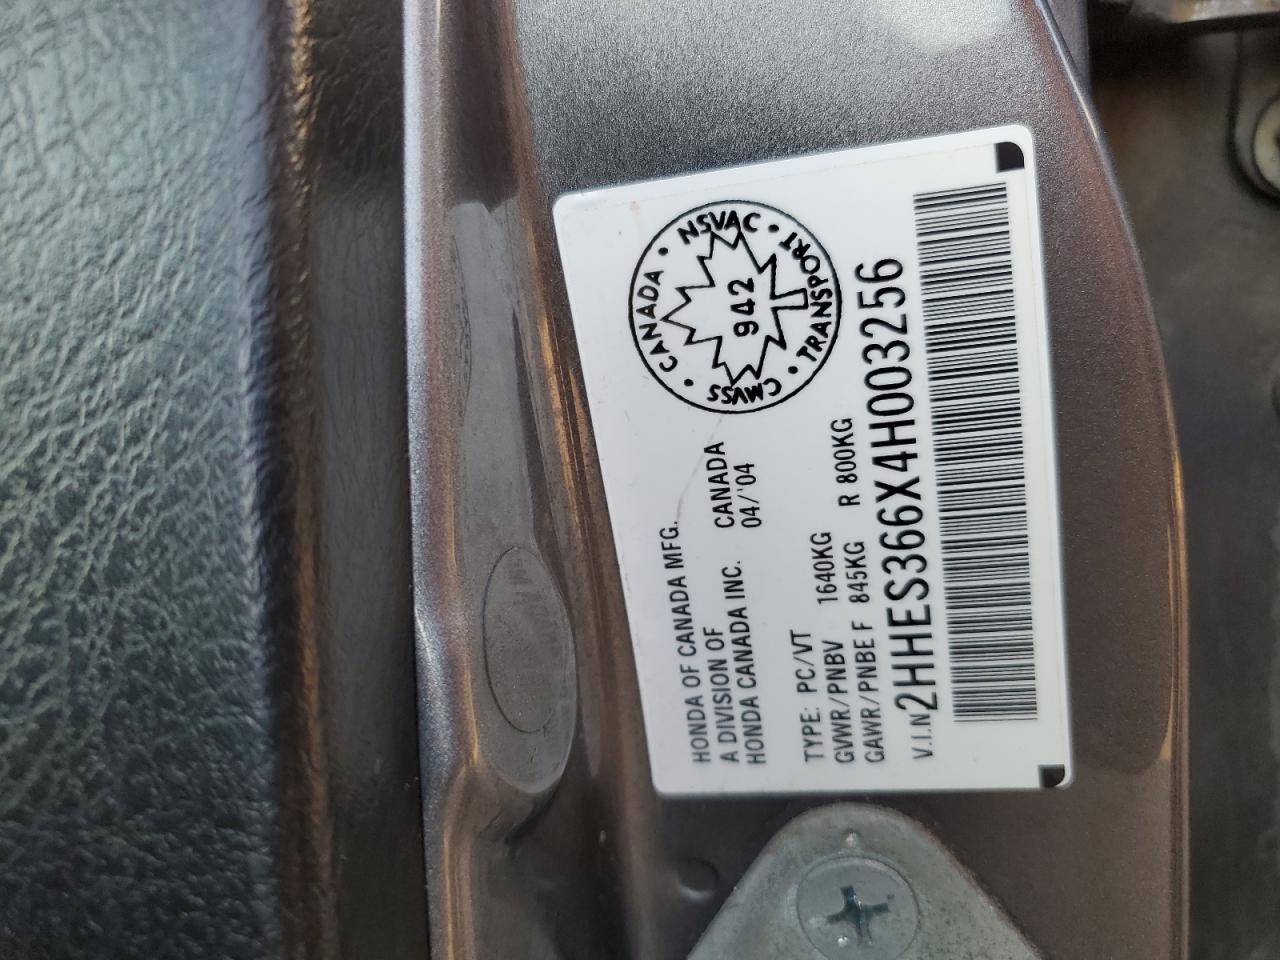 HONDA OF CANADA MFG.
A DIVISION OF
HONDA CANADA INC. CANADA
04/'04
CANADA • NSVAC • TRANSPORT • CMVSS •
942
TYPE: PC/VT
GVWR/PNBV 1640KG
GAWR/PNBE F 845KG R 800KG
V.I.N 2HHES366X4H003256